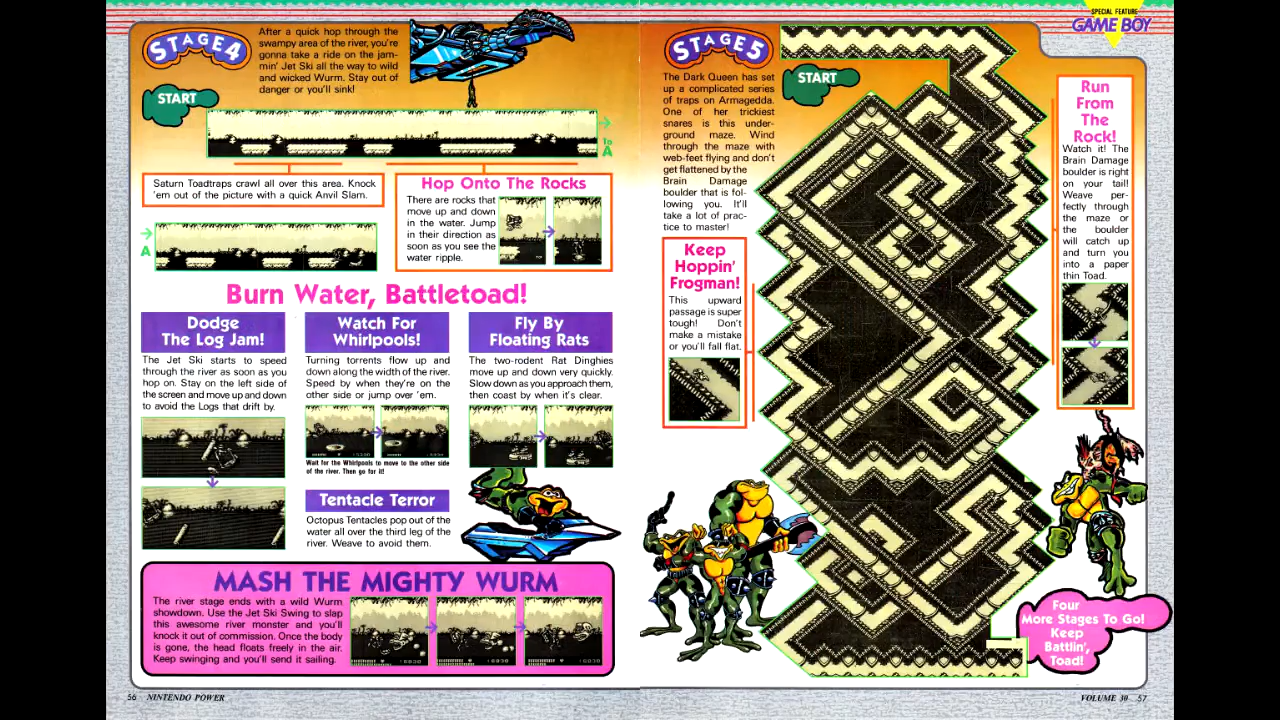 STAGE 4
After a quick hop through the
swampy area of the river, you're
gonna take a ride on the jam-
min' Jet Ski all the way to wild
and wicked Wurm. Stay out of
danger or you'll sink!
START
To
A
Saturn Toadtraps crawl all over this area. Knock
'em out of the picture with a quick Anvil Slam.
Hop Onto The Rocks
There are rocks that
move up and down
in the water. Jump
in their direction as
soon as you see the
water ripple.
A
Burn Water, Battletoad!
Dodge
The Log Jam!
The Jet Ski starts to speed
through the river as soon as you
hop on. Stay on the left side of
the screen and move up and down
to avoid the Logs that drift by.
Watch For
Whirlpools!
Turning torrents flow up and
down along the width of the river.
Speed by when they're on the
other side or jump over 'em.
Wait for the Whirlpools to move to the other side
of the river. Then go for it!
Fly By
Floating Rats
The two-rodent Rat Dinghies
move up and down very quickly.
Slow down as you approach them,
then coast by when it's clear.
Tentacle Terror
Octopus Tentacles pop out of the
water all over the third leg of the
river. Weave to avoid them.
MASH THE MIGHTY WURM
The river stage ends with a wild Wurm
showdown. Use the Jet Ski Swing to slap
this awesome river monster and you'll
knock it out of commission. Once the body
is gone, the head floats freely in the air.
Keep swinging and you'll send it sailing.
56 NINTENDO POWER
SPECIAL FEATURE
GAME BOY
STAGE 5
The Dark Queen has set
up a complicated series
of traps on Armagedda.
One of her trickiest
snares is this under-
ground maze. Wind
through the maze with
web-feet flying and don't
get flattened by the
Brain Damage
boulder that is fol-
lowing you. It'll
take a lot of prac-
tice to master!
START
Keep
Hoppin'
Frogman!
This upward
passage is
tough! Don't
make a mistake
or you'll fall flat.
Run
From
The
Rock!
Watch it! The
Brain Damage
boulder is right
on your tail!
Weave per-
fectly through
the maze or
the boulder
will catch up
and turn you
into a paper
thin Toad.
Four
More Stages To Go!
Keep
Battlin',
Toad!
VOLUME 30 57